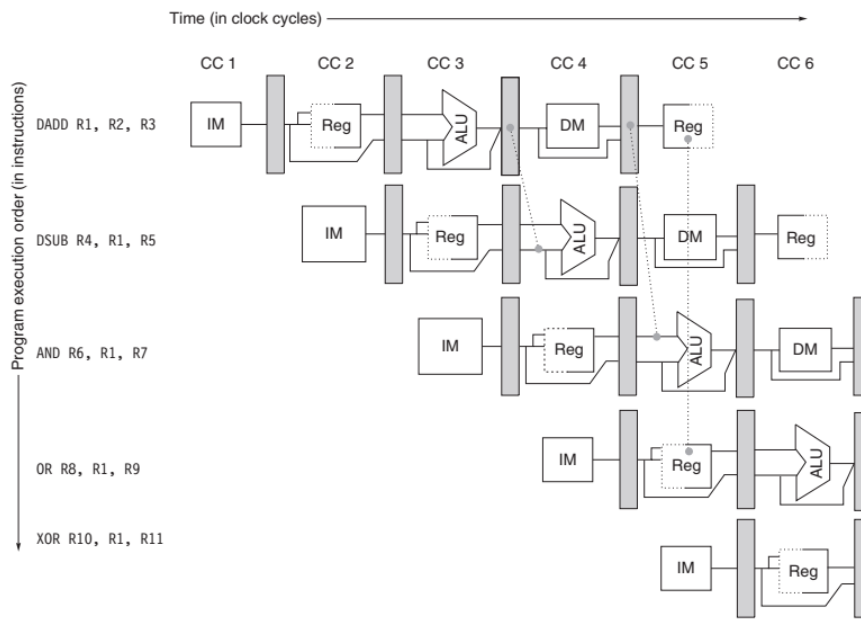 Time (in clock cycles)
CC 1 CC 2 CC 3 CC 4 CC 5 CC 6
Program execution order (in instructions)
DADD R1, R2, R3 IM Reg ALU DM Reg
DSUB R4, R1, R5 IM Reg ALU DM Reg
AND R6, R1, R7 IM Reg ALU DM
OR R8, R1, R9 IM Reg ALU
XOR R10, R1, R11 IM Reg